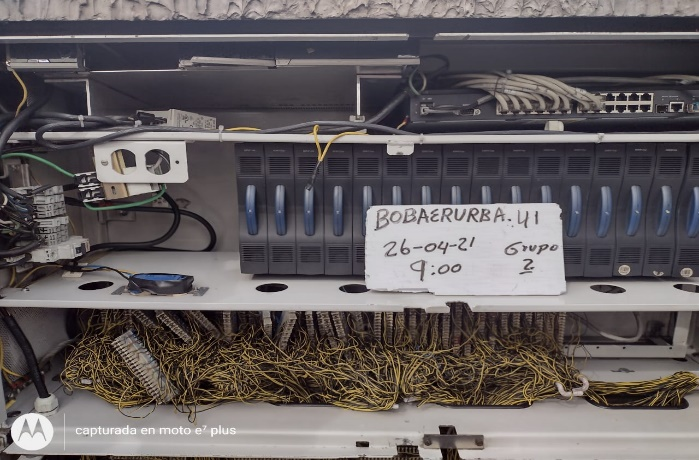 BOBAERURBA.41
26-04-21 Grupo
9:00 2
capturada en moto e⁷ plus